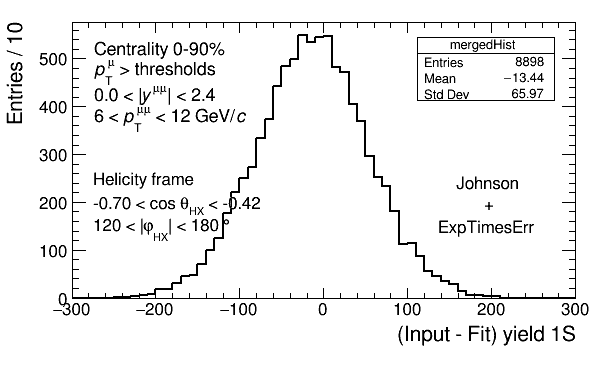 Entries / 10
Centrality 0-90%
p_T^μ > thresholds
0.0 < |y^μμ| < 2.4
6 < p_T^μμ < 12 GeV/c
Helicity frame
-0.70 < cos θ_HX < -0.42
120 < |φ_HX| < 180°
mergedHist
Entries 8898
Mean −13.44
Std Dev 65.97
Johnson
+
ExpTimesErr
500
400
300
200
100
0
−300 −200 −100 0 100 200 300
(Input - Fit) yield 1S